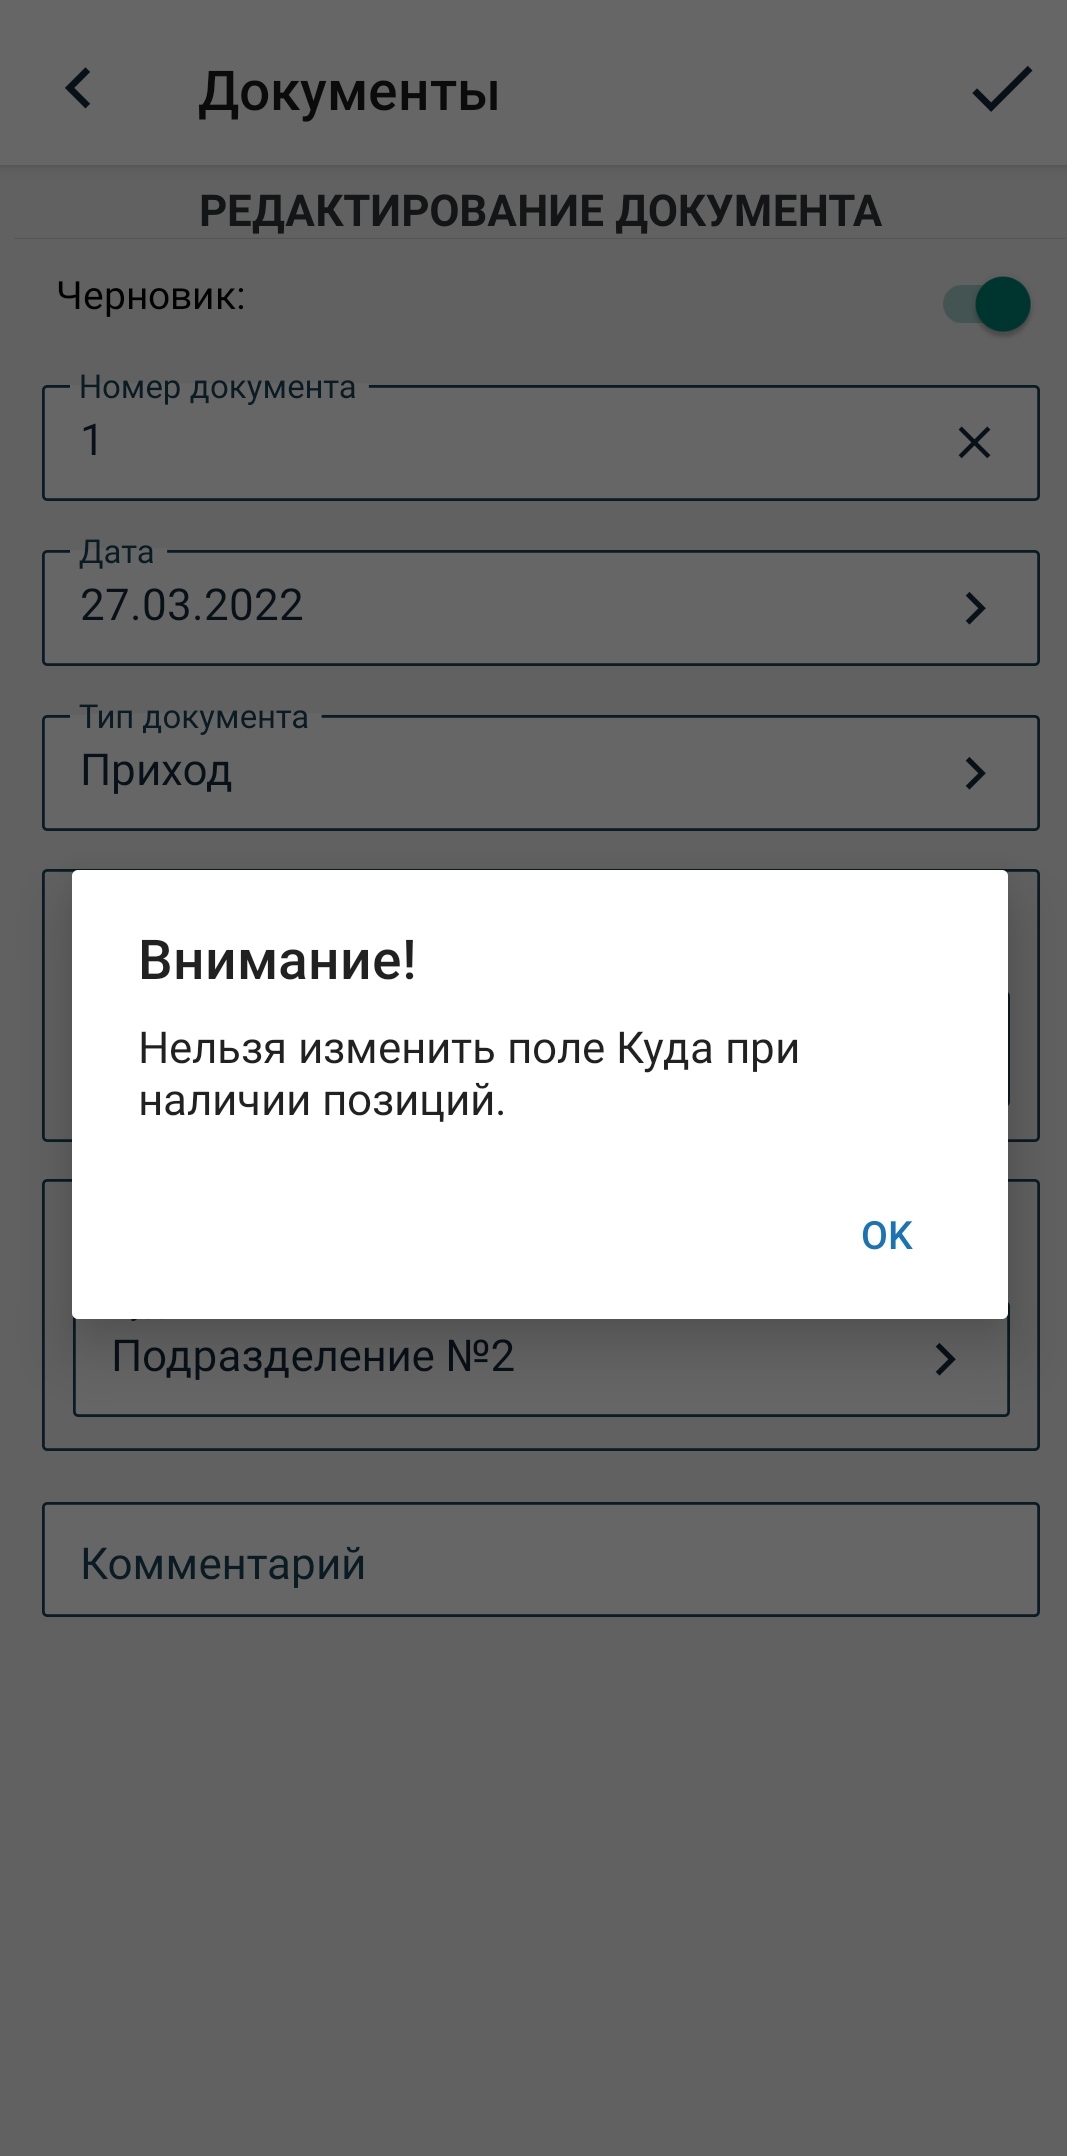 Документы
РЕДАКТИРОВАНИЕ ДОКУМЕНТА
Черновик:
Номер документа
1
Дата
27.03.2022
Тип документа
Приход
Внимание!
Нельзя изменить поле Куда при
наличии позиций.
OK
Подразделение №2
Комментарий